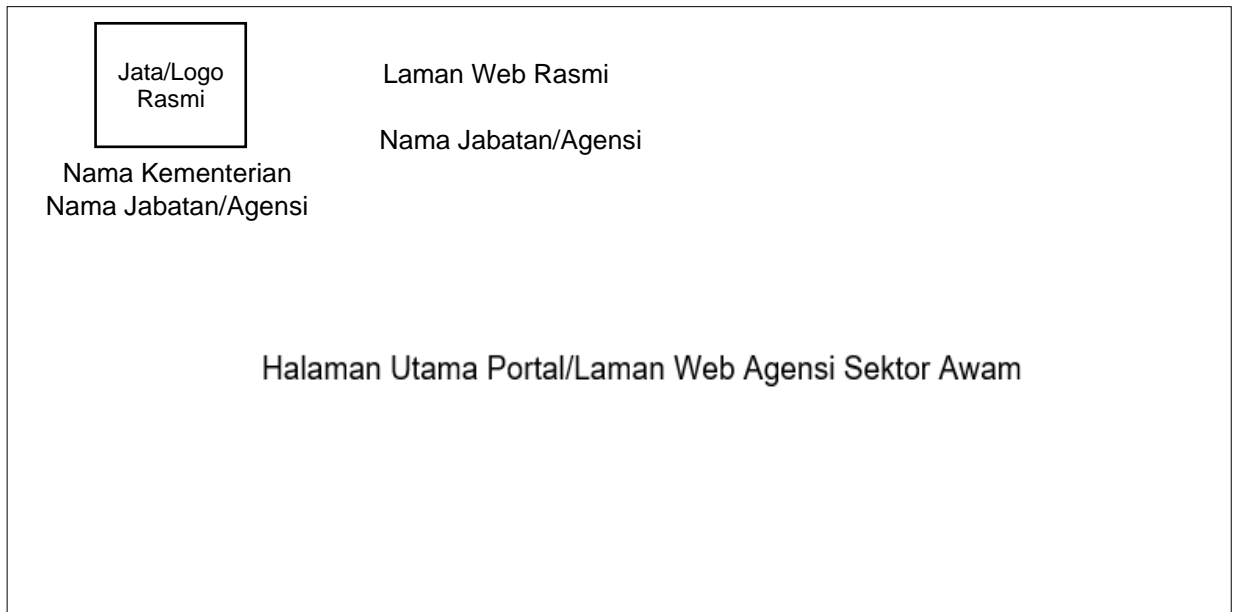 Jata/Logo
Rasmi
Laman Web Rasmi
Nama Jabatan/Agensi
Nama Kementerian
Nama Jabatan/Agensi
Halaman Utama Portal/Laman Web Agensi Sektor Awam